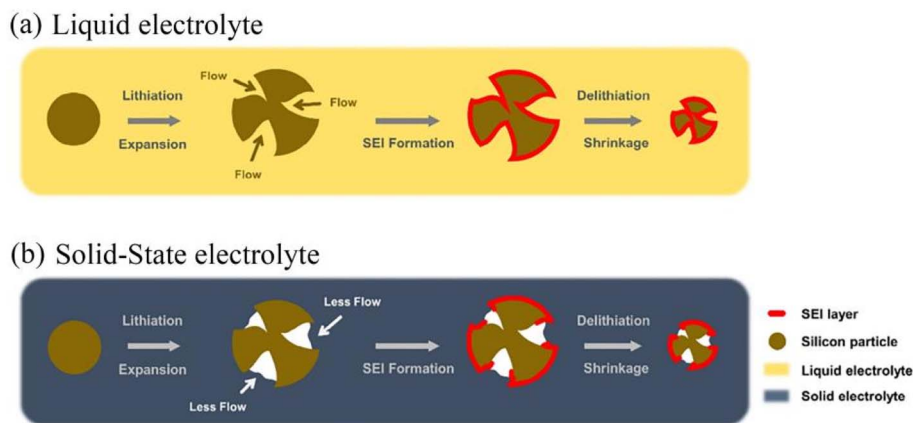 (a) Liquid electrolyte
Flow
Lithiation
Expansion
Flow
Flow
SEI Formation
Delithiation
Shrinkage
(b) Solid-State electrolyte
Less Flow
Lithiation
Expansion
Less Flow
SEI Formation
Delithiation
Shrinkage
SEI layer
Silicon particle
Liquid electrolyte
Solid electrolyte